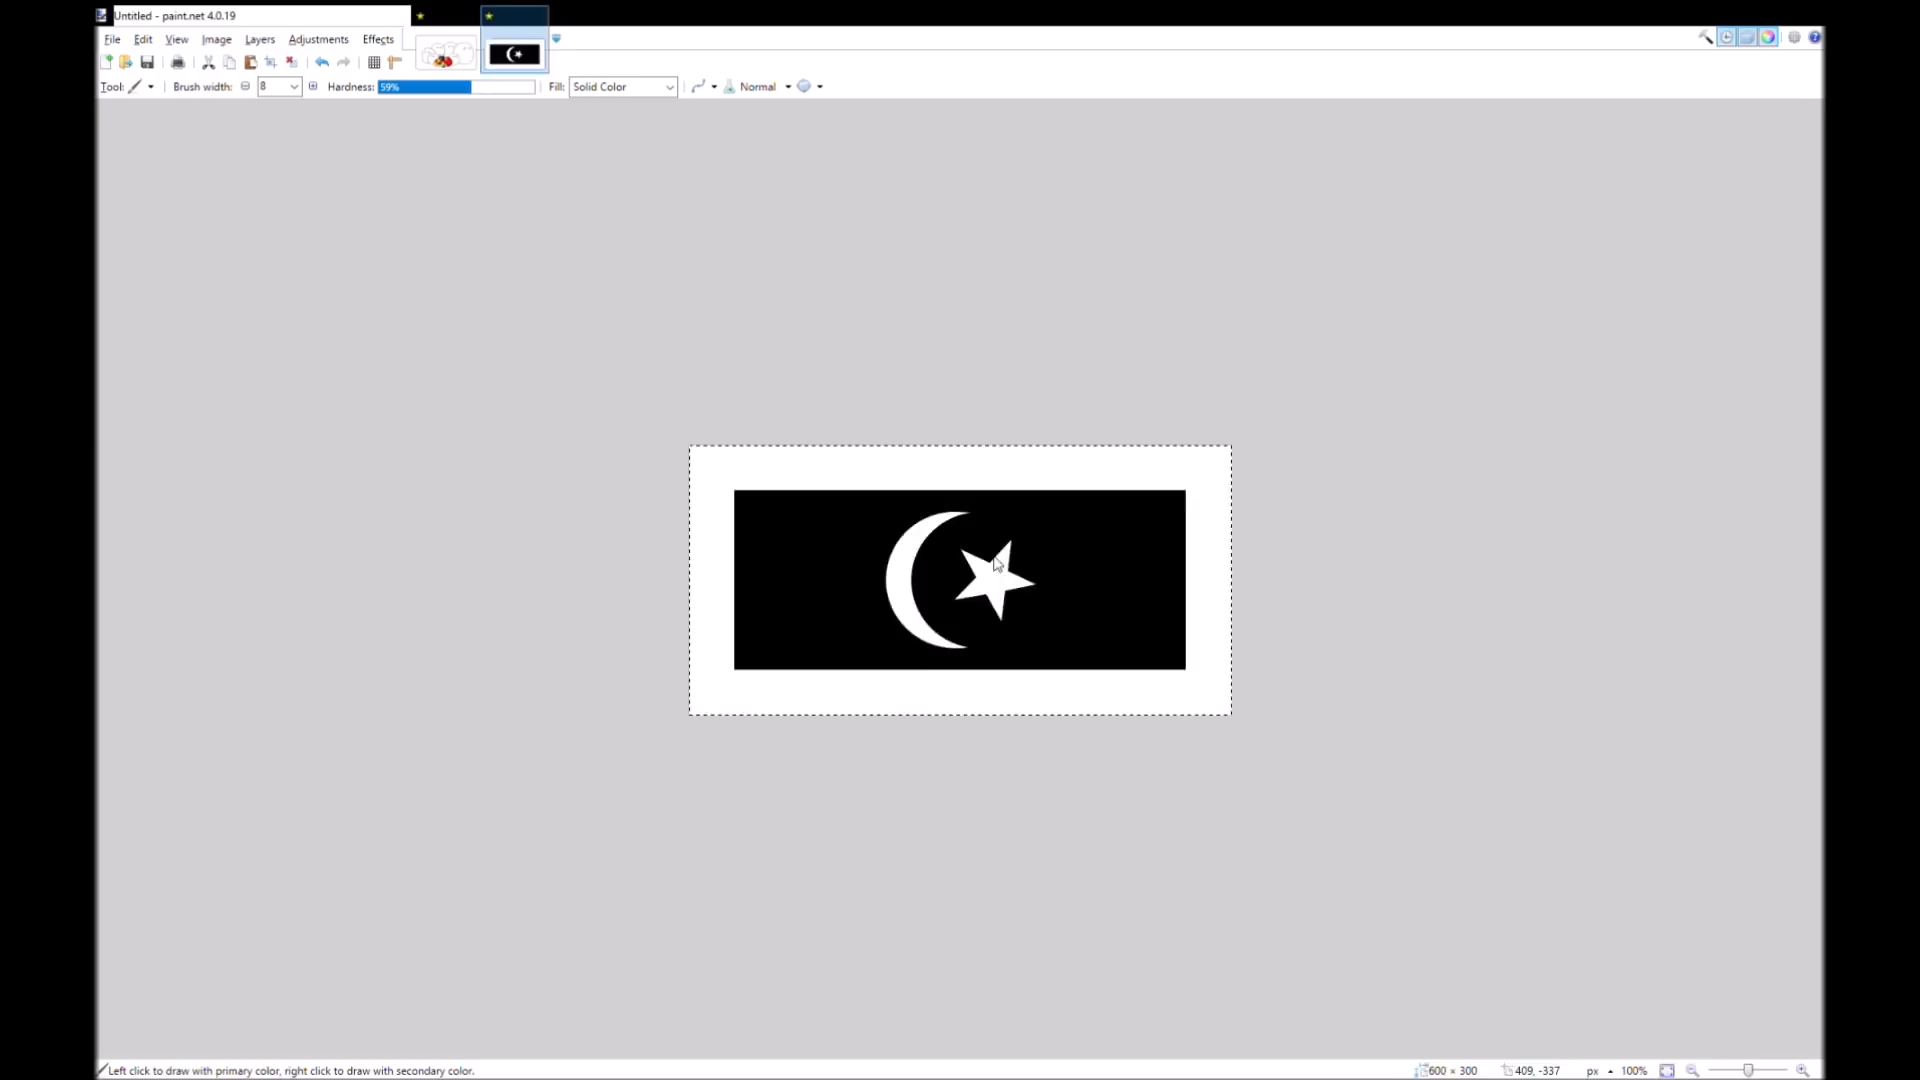 Untitled - paint.net 4.0.19
File Edit View Image Layers Adjustments Effects
Tool: Brush width: 8 Hardness: 59% Fill: Solid Color Normal
Left click to draw with primary color, right click to draw with secondary color. 600 × 300 409, -337 px 100%